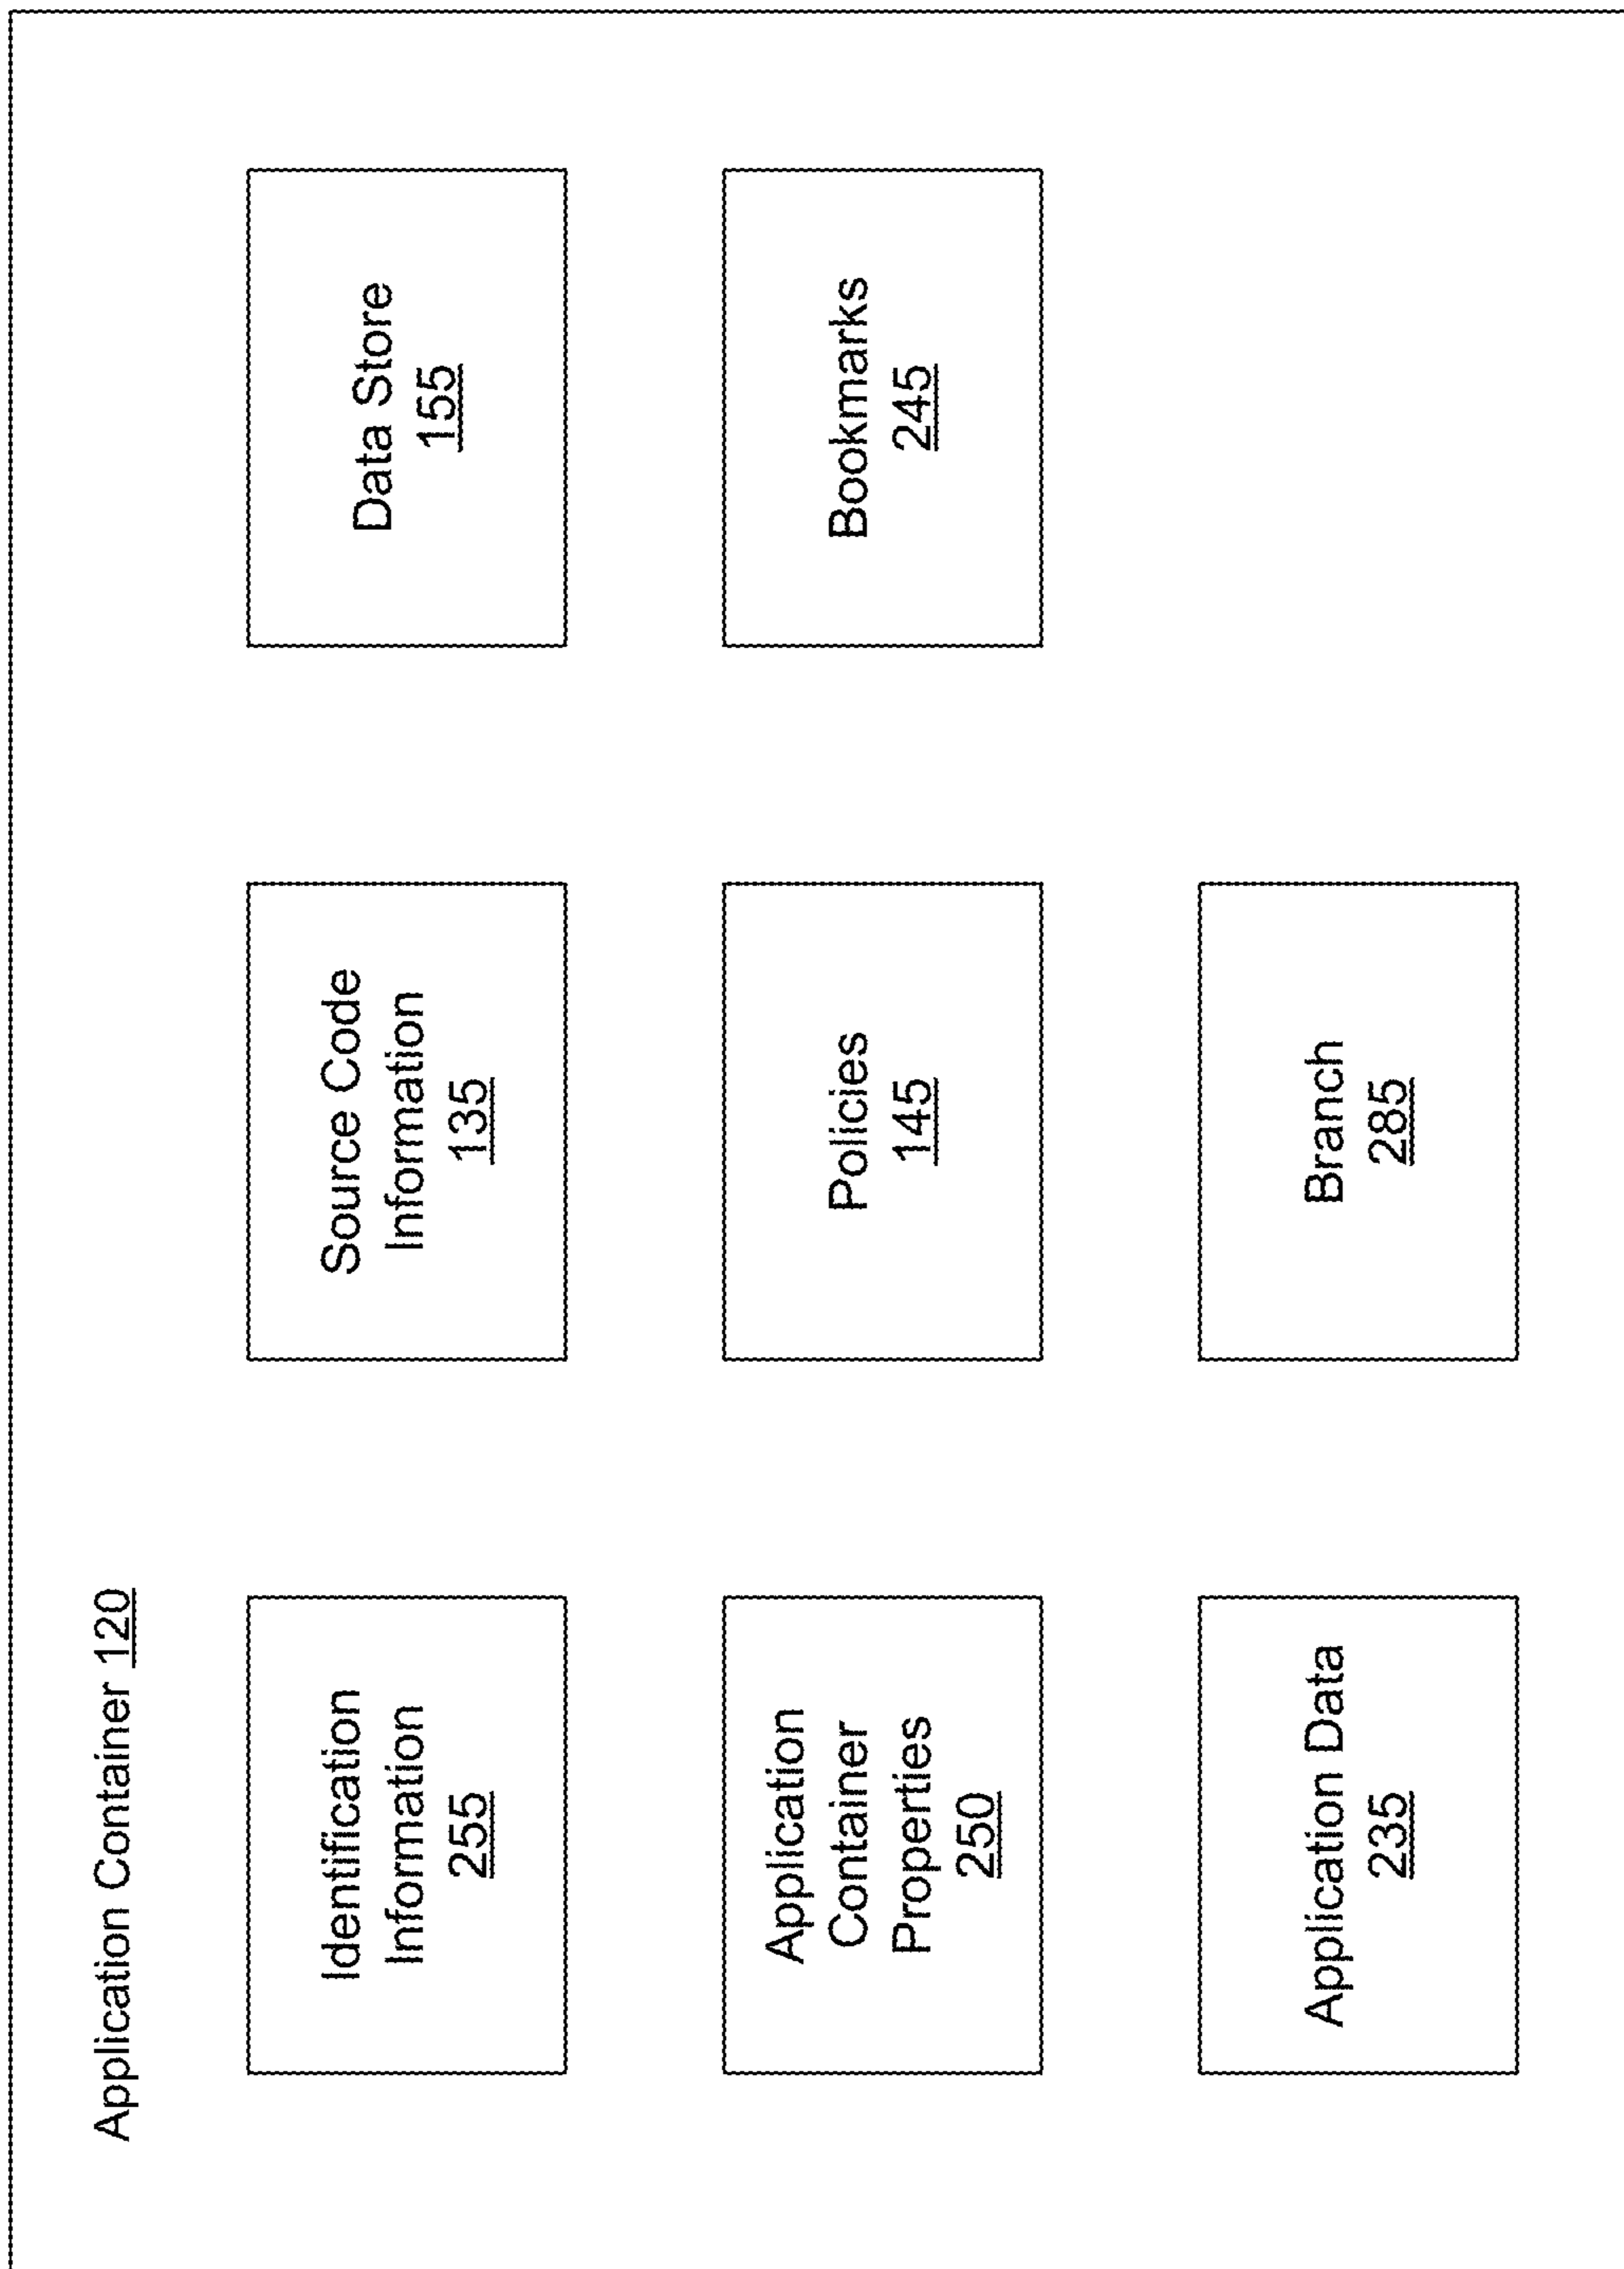 Application Container 120
Identification
Information
255
Source Code
Information
135
Data Store
155
Application
Container
Properties
250
Policies
145
Bookmarks
245
Application Data
235
Branch
285